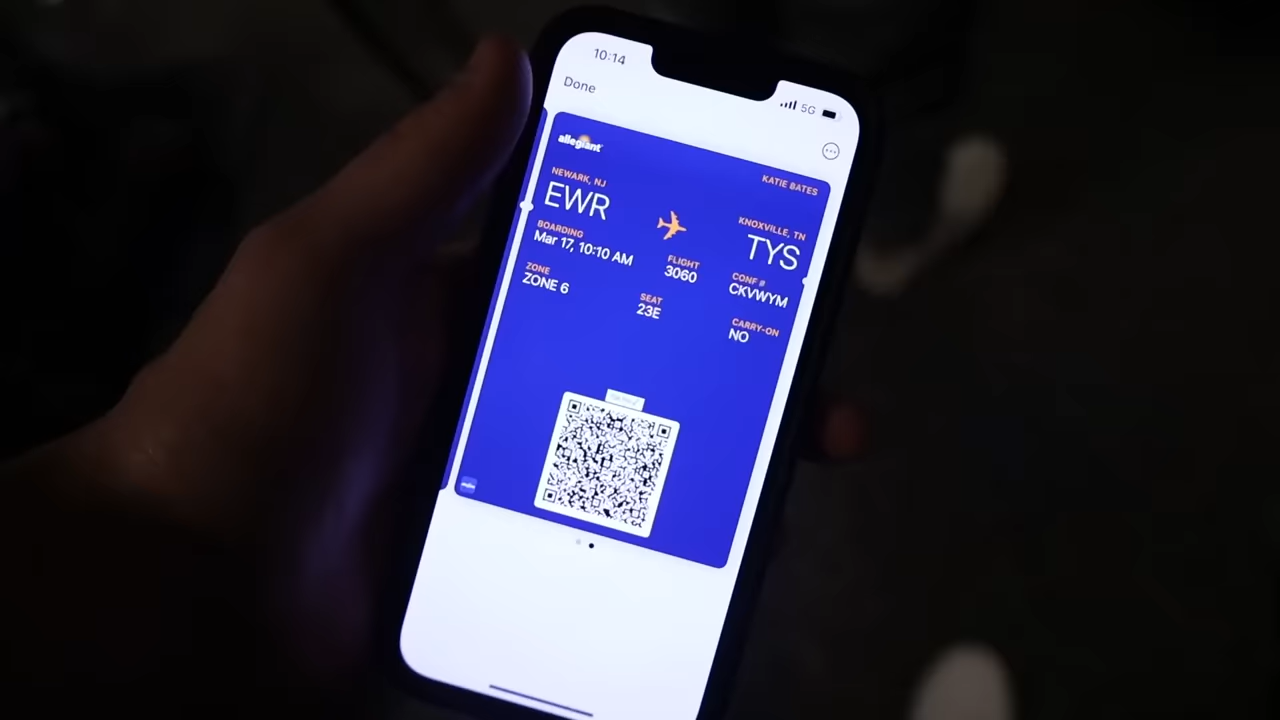 10:14
5G
Done
allegiant
KATIE BATES
NEWARK, NJ
EWR
KNOXVILLE, TN
TYS
BOARDING
Mar 17, 10:10 AM
FLIGHT
3060
CONF #
CKVWYM
ZONE
ZONE 6
SEAT
23E
CARRY-ON
NO